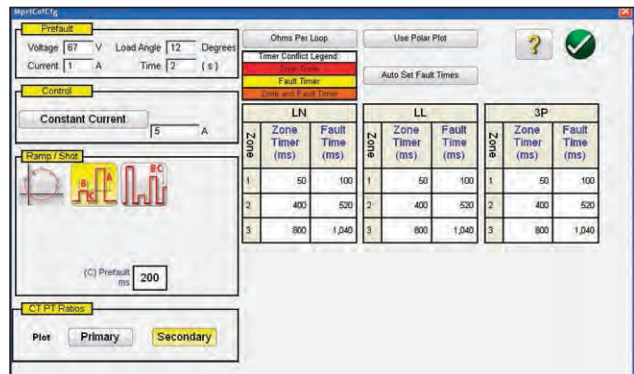 MprtCofCfg
Prefault
Voltage 67 V Load Angle 12 Degrees
Current 1 A Time 2 ( s )
Control
Constant Current 5 A
Ramp / Shot
B C A
B C
(C) Prefault ms 200
CT PT Ratios
Plot Primary Secondary
Ohms Per Loop Use Polar Plot
Timer Conflict Legend:
Zone Timer
Fault Timer
Zone and Fault Timer
Auto Set Fault Times
?
LN LL 3P
Zone Zone Timer (ms) Fault Time (ms) Zone Zone Timer (ms) Fault Time (ms) Zone Zone Timer (ms) Fault Time (ms)
1 50 100 1 50 100 1 50 100
2 400 520 2 400 520 2 400 520
3 800 1,040 3 800 1,040 3 800 1,040